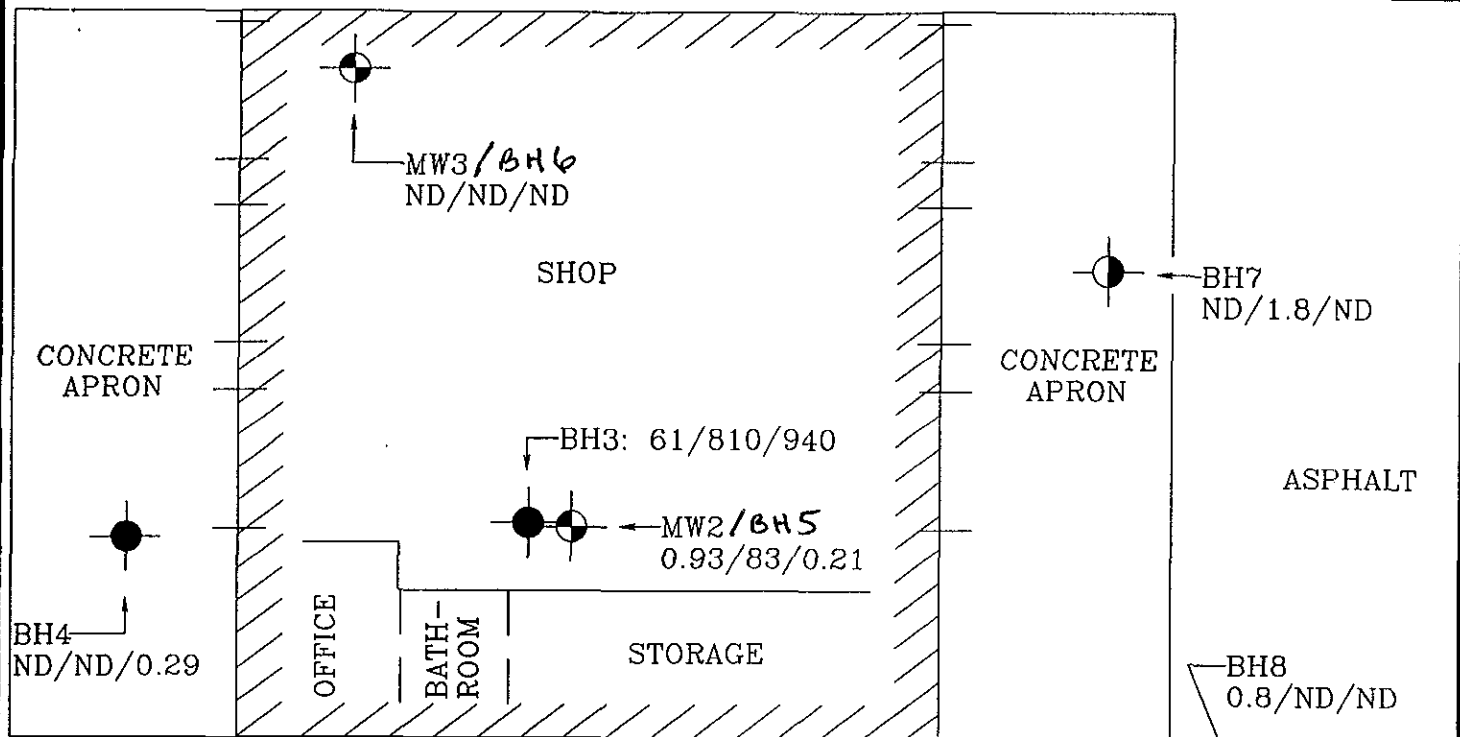 MW3/BH6
ND/ND/ND
SHOP
BH7
ND/1.8/ND
CONCRETE
APRON
CONCRETE
APRON
BH3: 61/810/940
ASPHALT
MW2/BH5
0.93/83/0.21
BH4
ND/ND/0.29
OFFICE
BATH-
ROOM
STORAGE
BH8
0.8/ND/ND